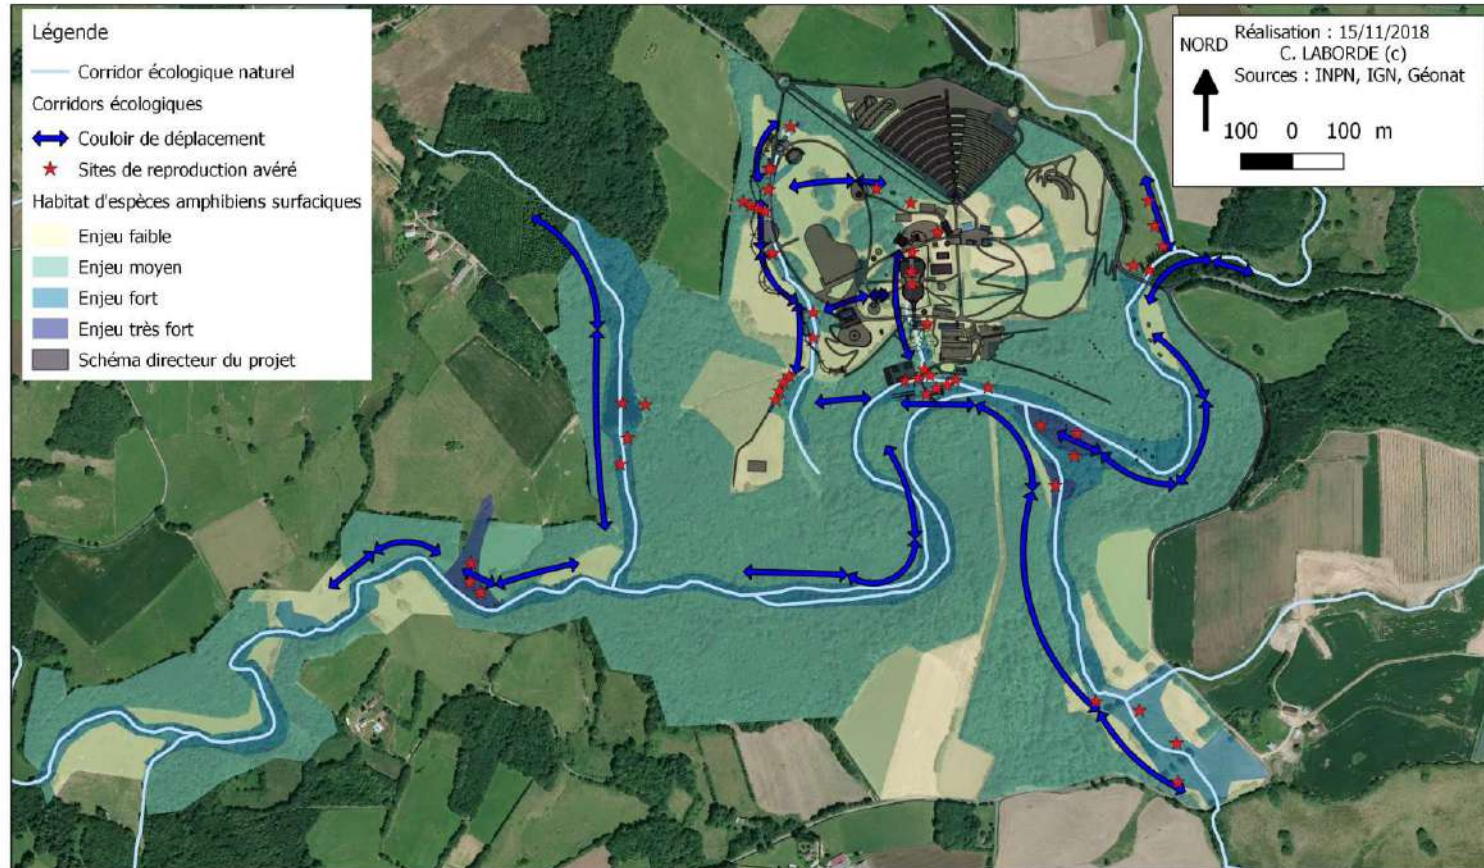 Légende
Corridor écologique naturel
Corridors écologiques
Couloir de déplacement
Sites de reproduction avéré
Habitat d'espèces amphibiens surfaciques
Enjeu faible
Enjeu moyen
Enjeu fort
Enjeu très fort
Schéma directeur du projet
NORD
Réalisation : 15/11/2018
C. LABORDE (c)
Sources : INPN, IGN, Géonat
100 0 100 m